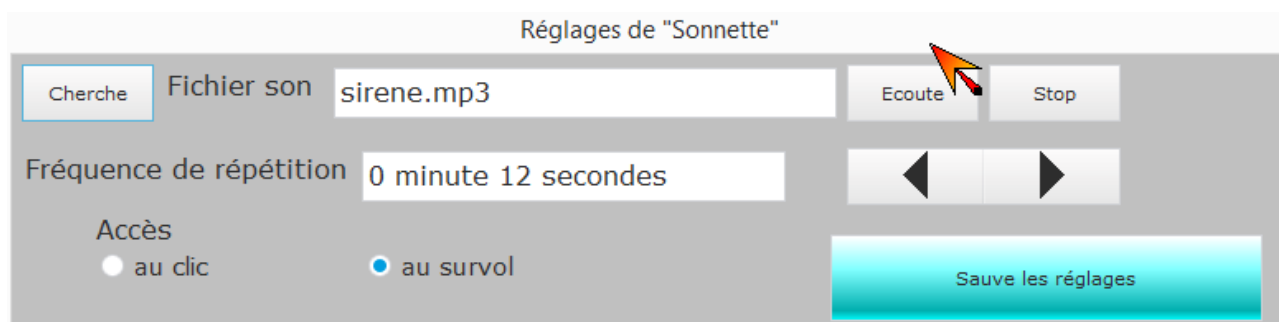 Réglages de "Sonnette"
Cherche Fichier son sirene.mp3 Ecoute Stop
Fréquence de répétition 0 minute 12 secondes
Accès
au clic au survol Sauve les réglages